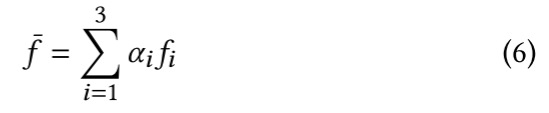 f̄ = ∑_{i=1}^{3} α_i f_i (6)